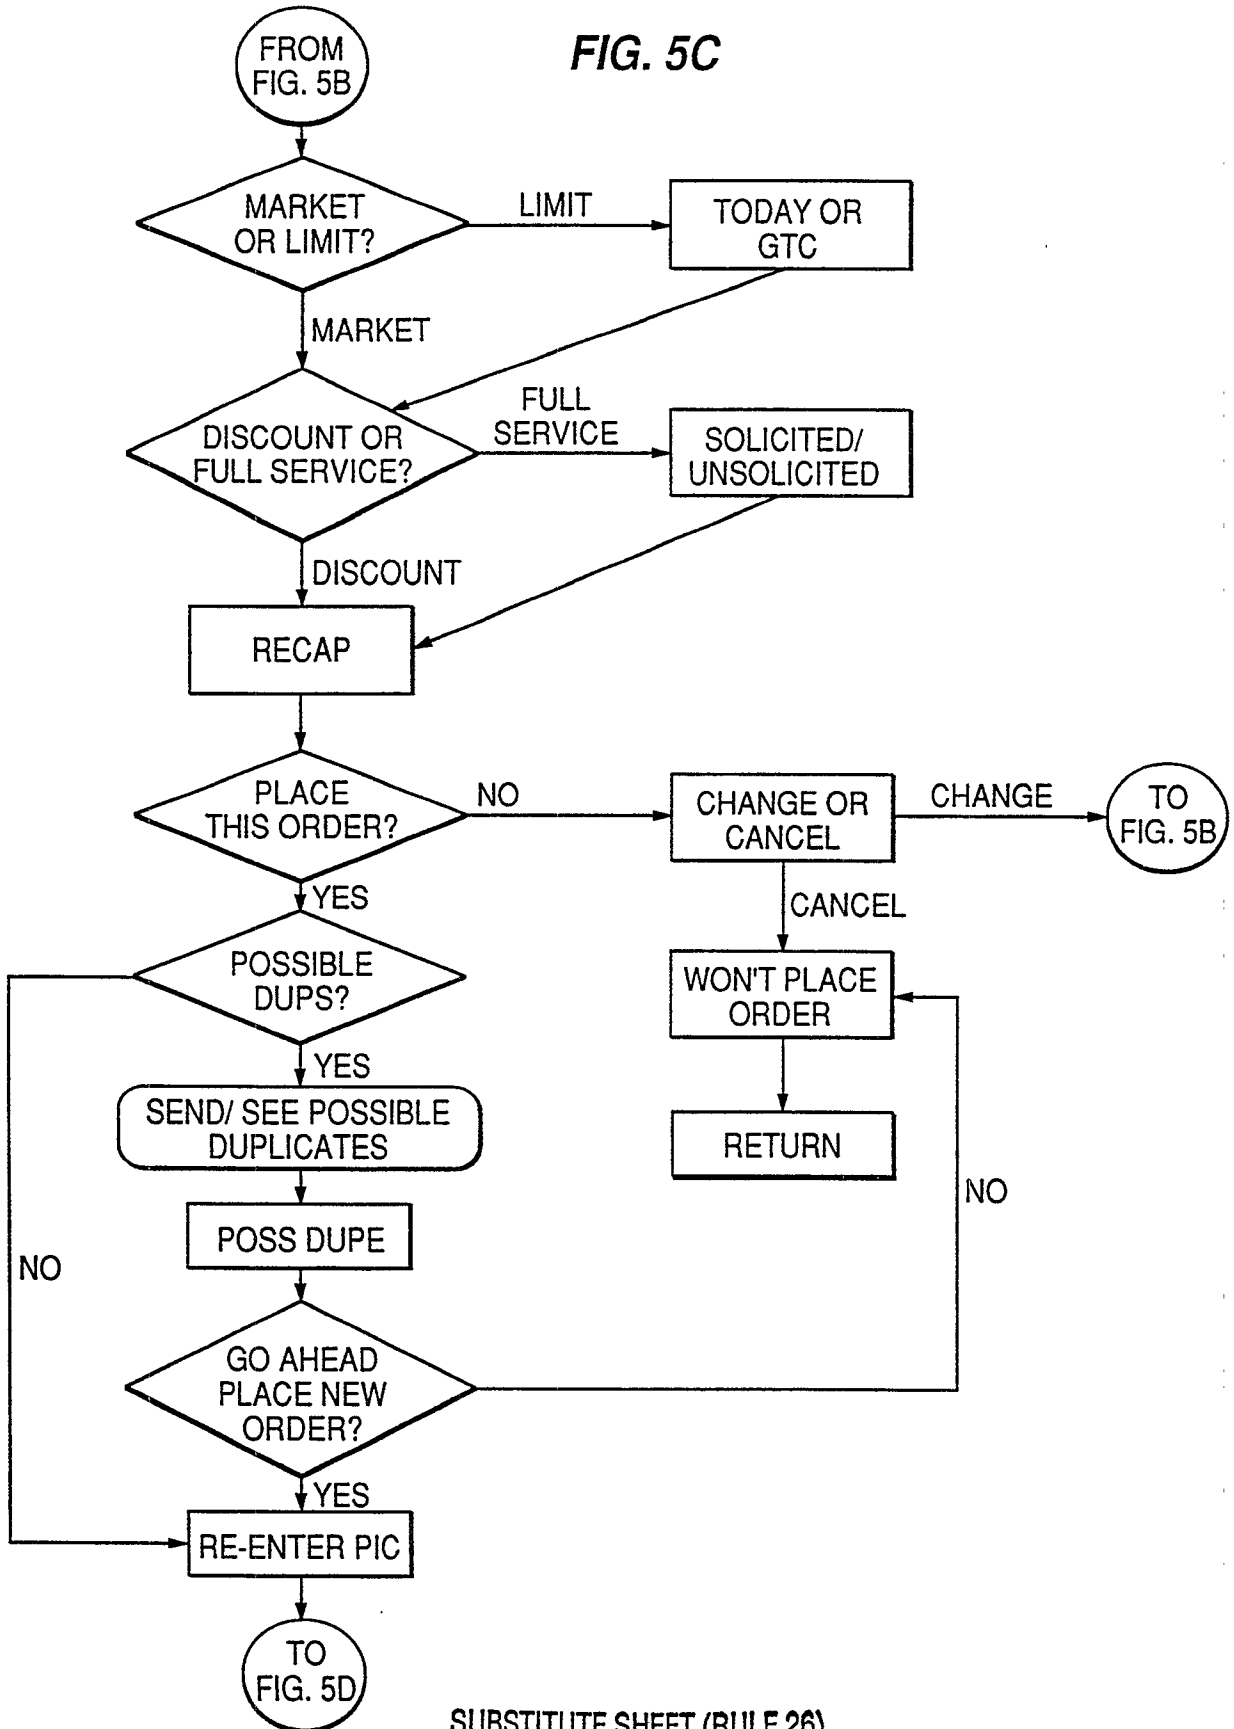 FROM
FIG. 5B
FIG. 5C
MARKET
OR LIMIT?
LIMIT
TODAY OR
GTC
MARKET
DISCOUNT OR
FULL SERVICE?
FULL
SERVICE
SOLICITED/
UNSOLICITED
DISCOUNT
RECAP
PLACE
THIS ORDER?
NO
CHANGE OR
CANCEL
CHANGE
TO
FIG. 5B
YES
CANCEL
POSSIBLE
DUPS?
WON'T PLACE
ORDER
YES
SEND/ SEE POSSIBLE
DUPLICATES
RETURN
NO
POSS DUPE
NO
GO AHEAD
PLACE NEW
ORDER?
YES
RE-ENTER PIC
TO
FIG. 5D
SUBSTITUTE SHEET (RULE 26)